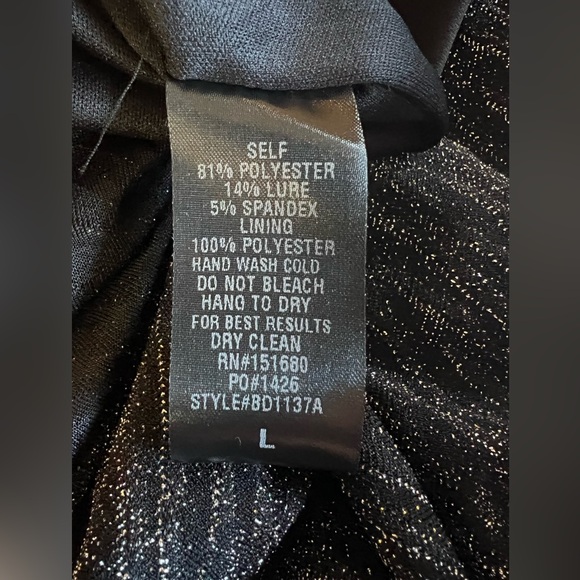 SELF
81% POLYESTER
14% LURE
5% SPANDEX
LINING
100% POLYESTER
HAND WASH COLD
DO NOT BLEACH
HANG TO DRY
FOR BEST RESULTS
DRY CLEAN
RN#151680
PO#1426
STYLE#BD1137A
L